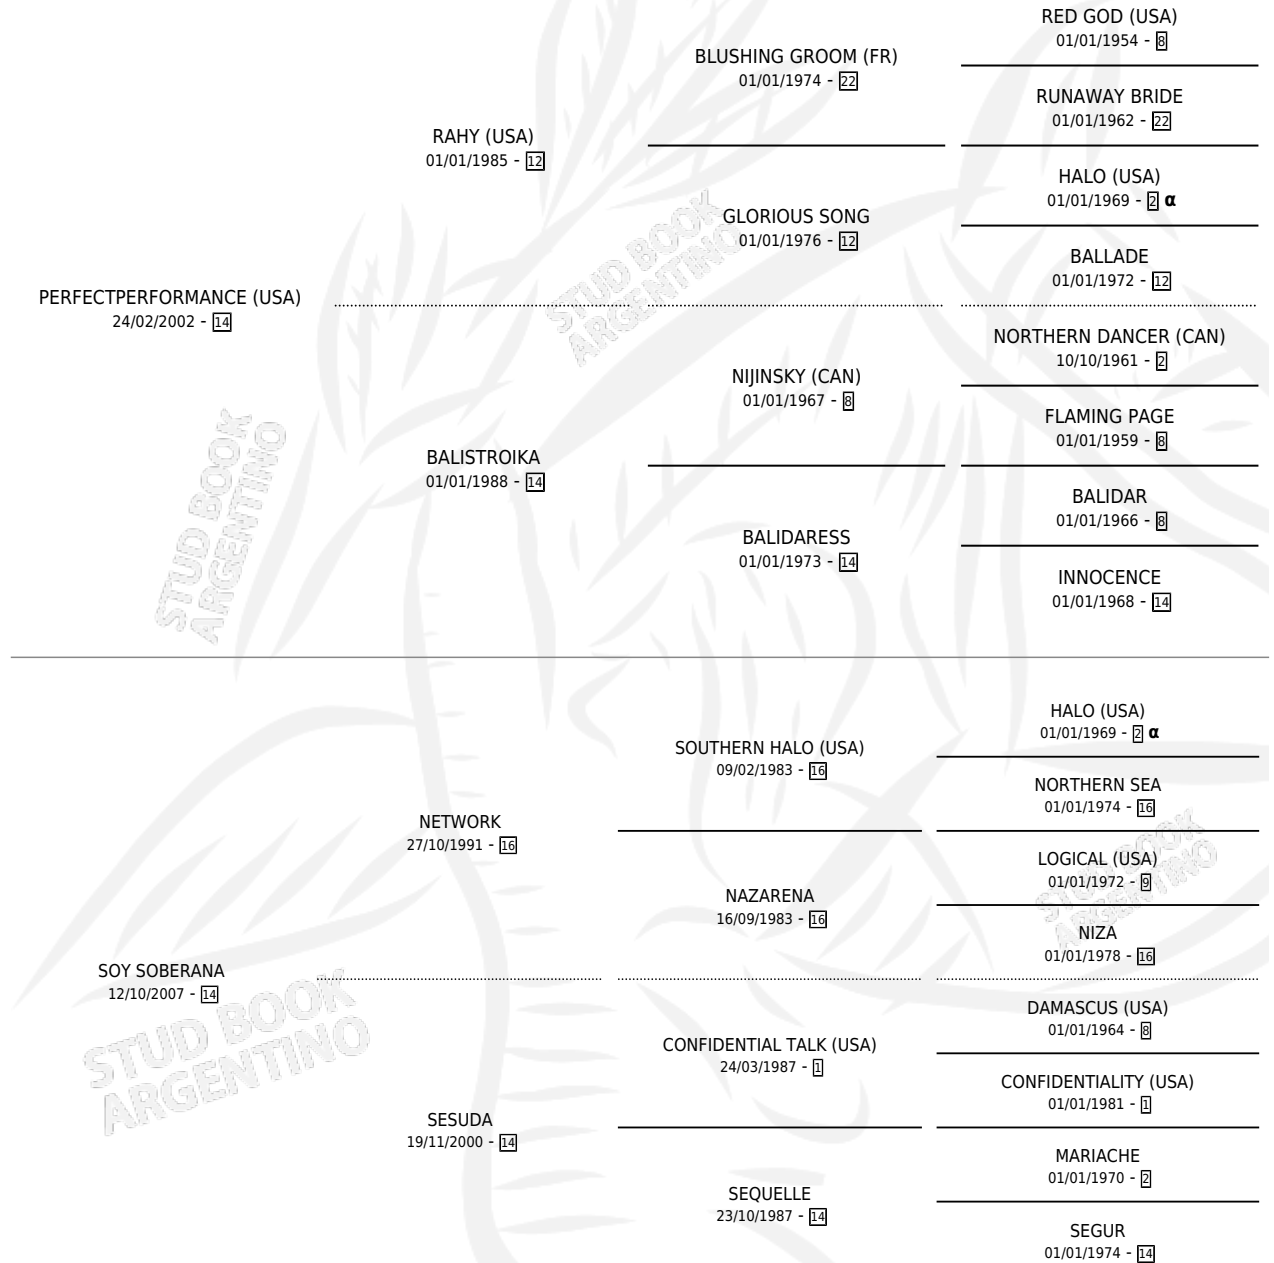 RED GOD (USA)
01/01/1954 - 8
BLUSHING GROOM (FR)
01/01/1974 - 22
RUNAWAY BRIDE
01/01/1962 - 22
RAHY (USA)
01/01/1985 - 12
HALO (USA)
01/01/1969 - 2 α
GLORIOUS SONG
01/01/1976 - 12
BALLADE
01/01/1972 - 12
PERFECTPERFORMANCE (USA)
24/02/2002 - 14
NORTHERN DANCER (CAN)
10/10/1961 - 2
NIJINSKY (CAN)
01/01/1967 - 8
FLAMING PAGE
01/01/1959 - 8
BALISTROIKA
01/01/1988 - 14
BALIDAR
01/01/1966 - 8
BALIDARESS
01/01/1973 - 14
INNOCENCE
01/01/1968 - 14
HALO (USA)
01/01/1969 - 2 α
SOUTHERN HALO (USA)
09/02/1983 - 16
NORTHERN SEA
01/01/1974 - 16
NETWORK
27/10/1991 - 16
LOGICAL (USA)
01/01/1972 - 9
NAZARENA
16/09/1983 - 16
NIZA
01/01/1978 - 16
SOY SOBERANA
12/10/2007 - 14
DAMASCUS (USA)
01/01/1964 - 8
CONFIDENTIAL TALK (USA)
24/03/1987 - 1
CONFIDENTIALITY (USA)
01/01/1981 - 1
SESUDA
19/11/2000 - 14
MARIACHE
01/01/1970 - 2
SEQUELLE
23/10/1987 - 14
SEGUR
01/01/1974 - 14
STUD BOOK
ARGENTINO
STUD BOOK
ARGENTINO
STUD BOOK
ARGENTINO
STUD BOOK
ARGENTINO